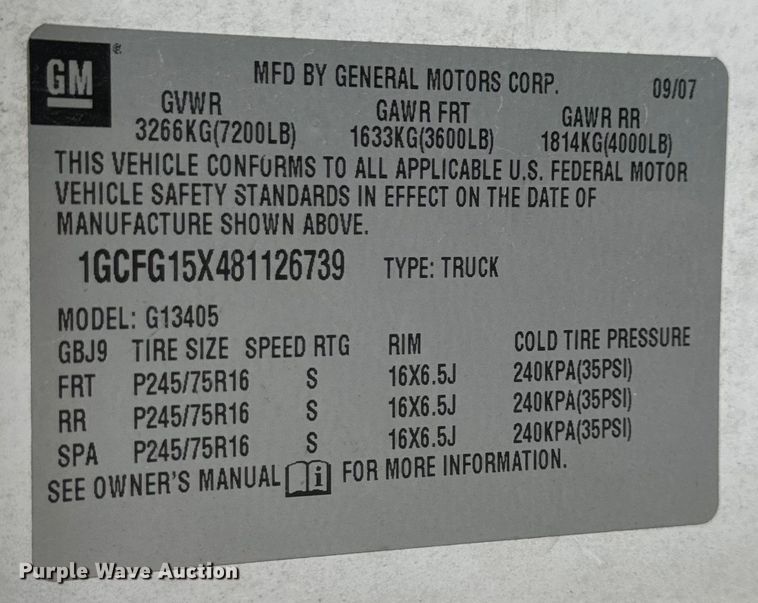 GM ®
MFD BY GENERAL MOTORS CORP. 09/07
GVWR GAWR FRT GAWR RR
3266KG(7200LB) 1633KG(3600LB) 1814KG(4000LB)
THIS VEHICLE CONFORMS TO ALL APPLICABLE U.S. FEDERAL MOTOR
VEHICLE SAFETY STANDARDS IN EFFECT ON THE DATE OF
MANUFACTURE SHOWN ABOVE.
1GCFG15X481126739 TYPE: TRUCK
MODEL: G13405
GBJ9 TIRE SIZE SPEED RTG RIM COLD TIRE PRESSURE
FRT P245/75R16 S 16X6.5J 240KPA(35PSI)
RR P245/75R16 S 16X6.5J 240KPA(35PSI)
SPA P245/75R16 S 16X6.5J 240KPA(35PSI)
SEE OWNER'S MANUAL i FOR MORE INFORMATION.
Purple Wave Auction